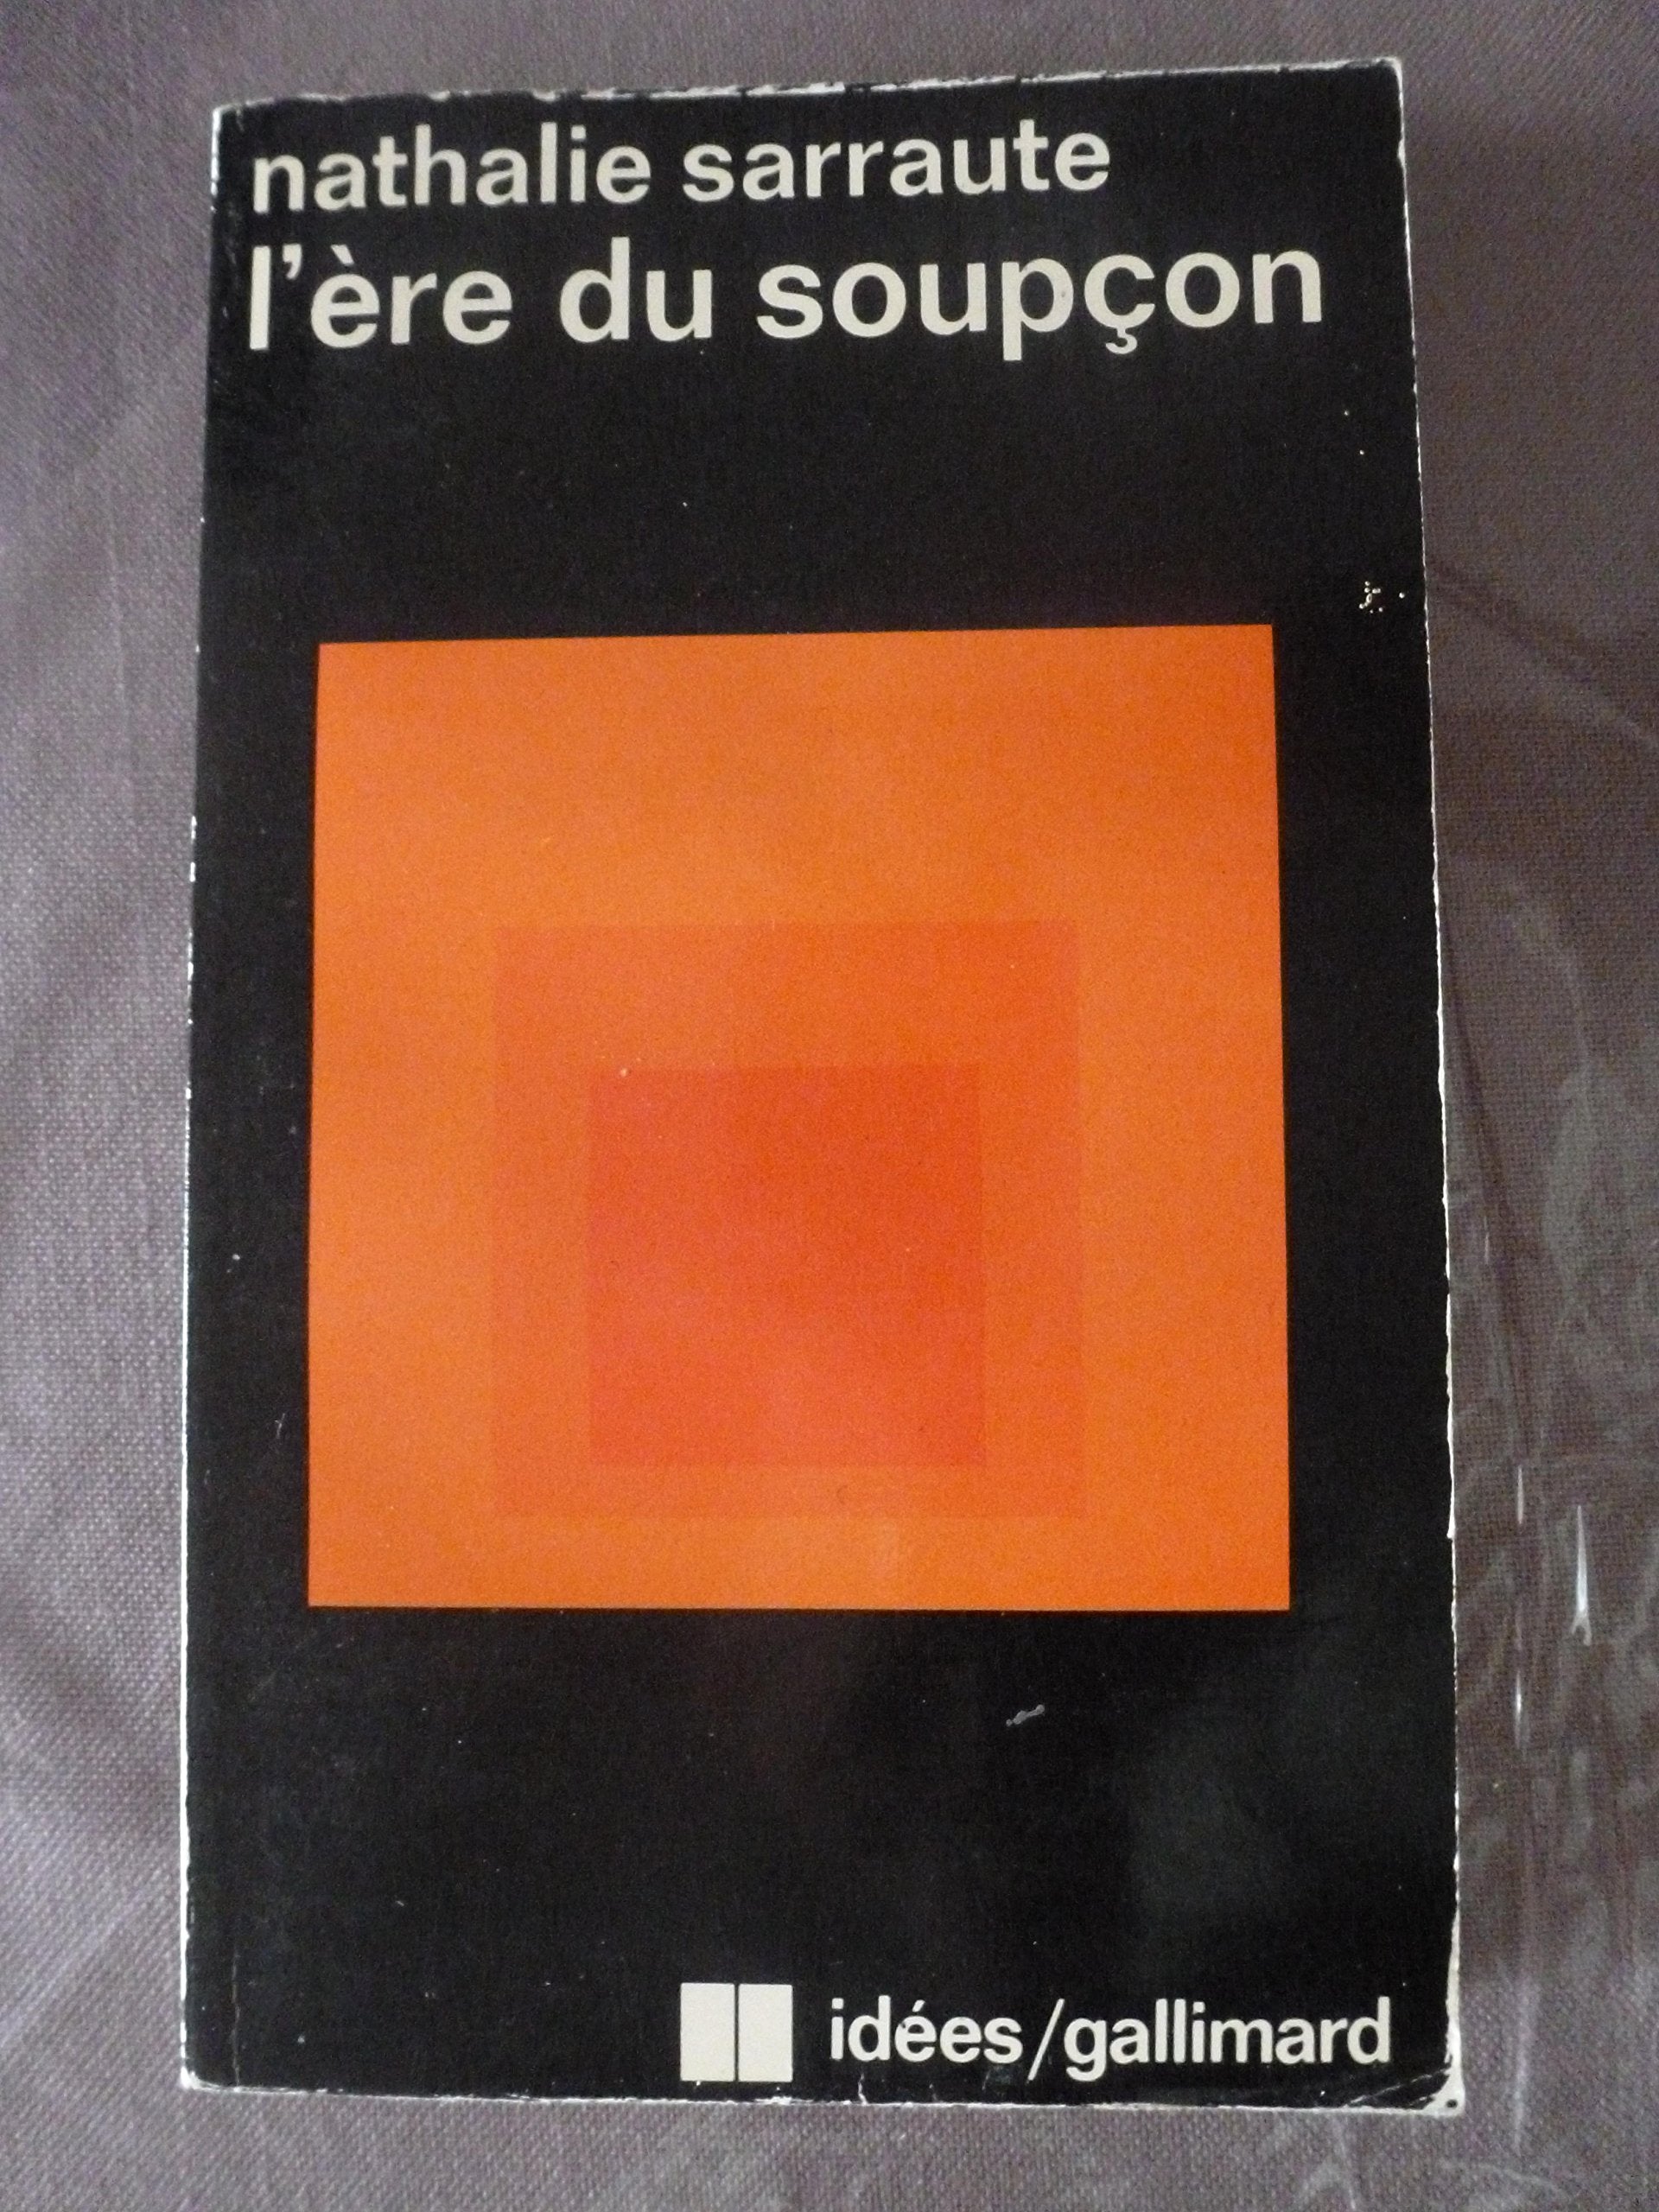 nathalie sarraute
l'ère du soupçon
idées/gallimard